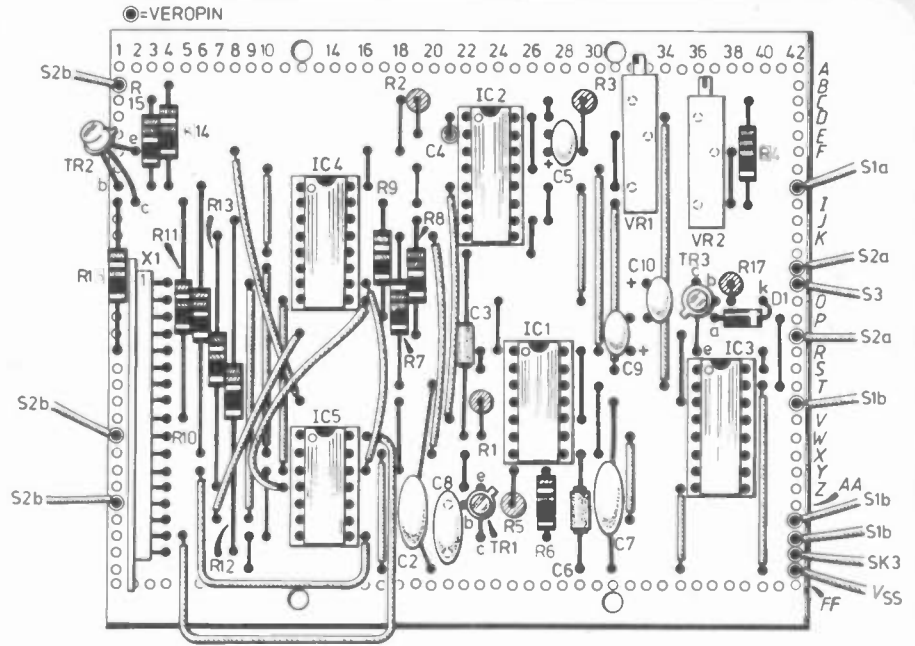 =VEROPIN
1 2 3 4 5 6 7 8 9 10 14 16 18 20 22 24 26 28 30 34 36 38 40 42
S2b
R
15
R14
TR2
e
b
c
R2
C4
IC2
C5
+
R3
VR1
VR2
A
B
C
D
E
F
S1a
I
J
K
IC4
R9
R8
R13
R11
X1
1
R7
C3
IC1
C10
+
+
C9
TR3
c
b
e
a
R17
k
D1
IC3
S2a
S3
O
P
S2a
R
S
T
S1b
V
W
X
Y
Z
AA
S2b
R10
S2b
R12
IC5
C2
C8
R1
e
b
c
TR1
R5
R6
C6
C7
S1b
S1b
SK3
VSS
FF